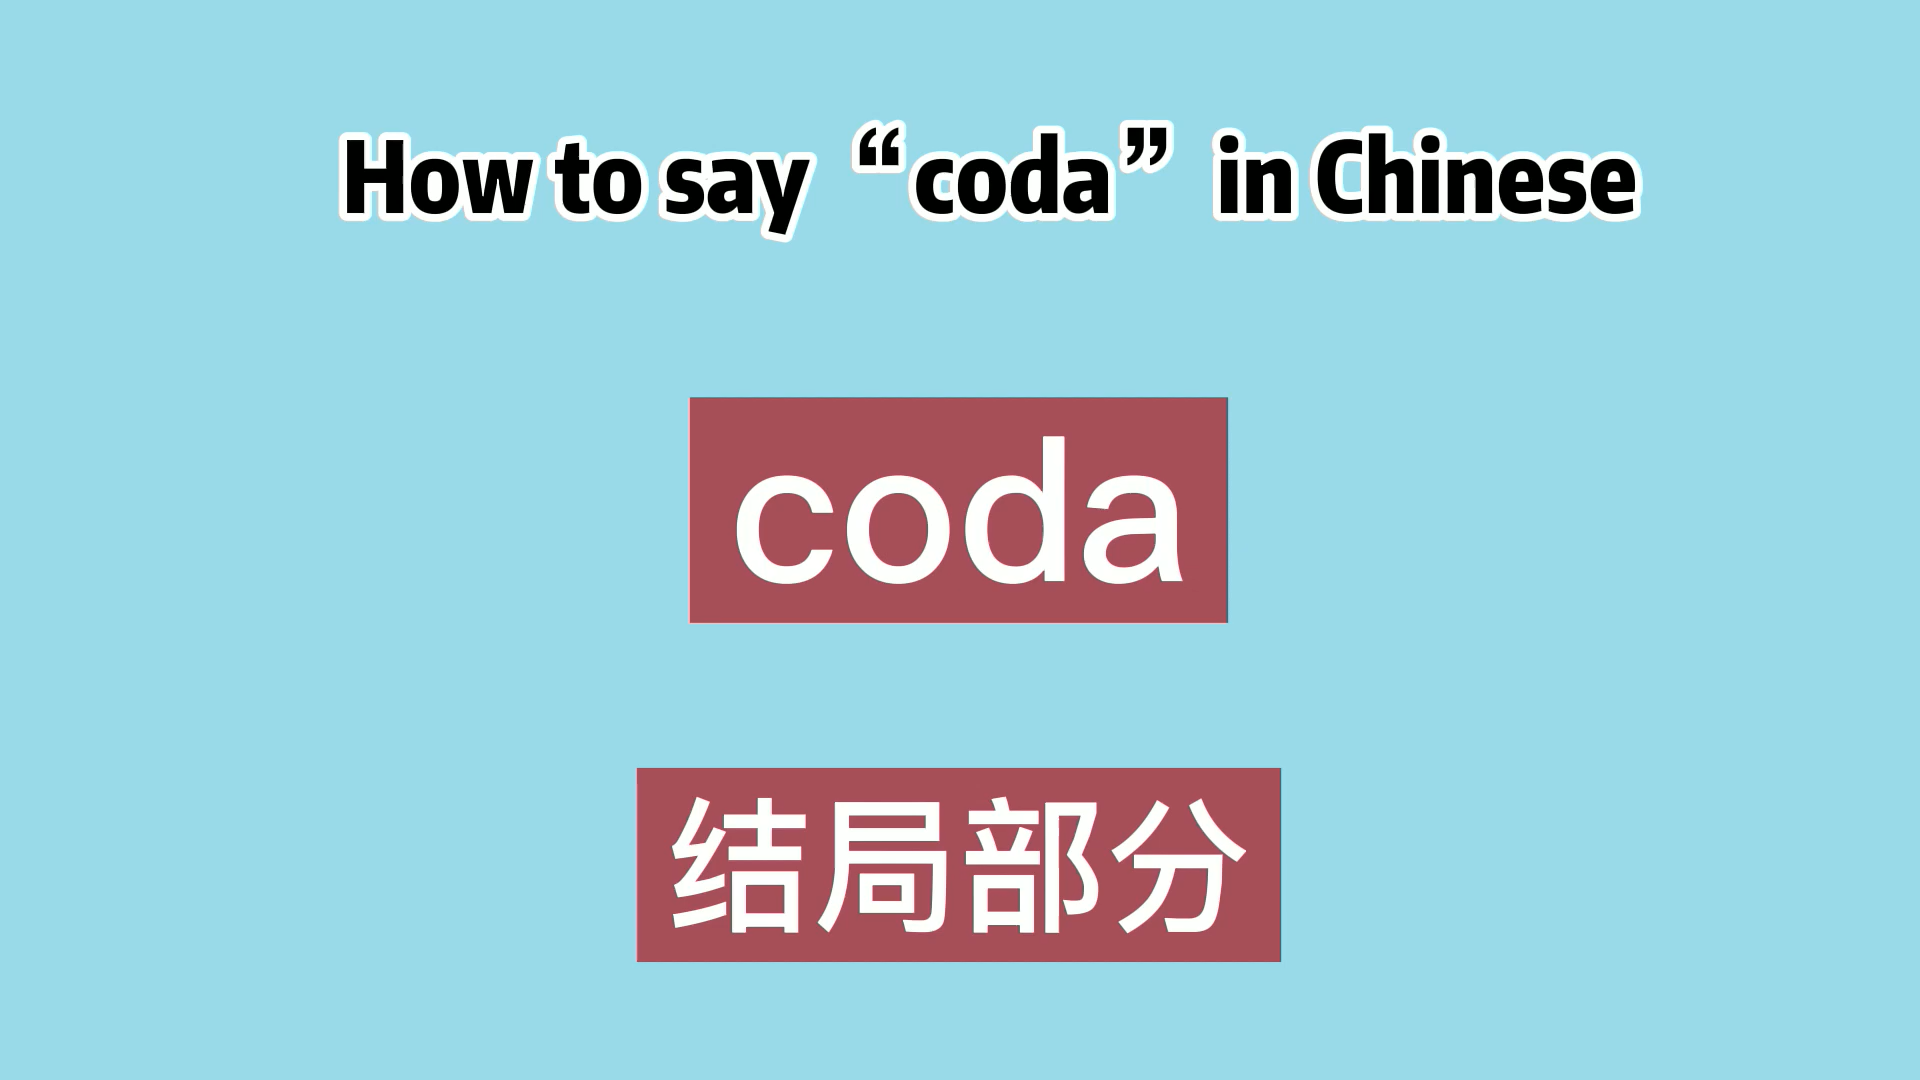 How to say “coda” in Chinese
coda
结局部分